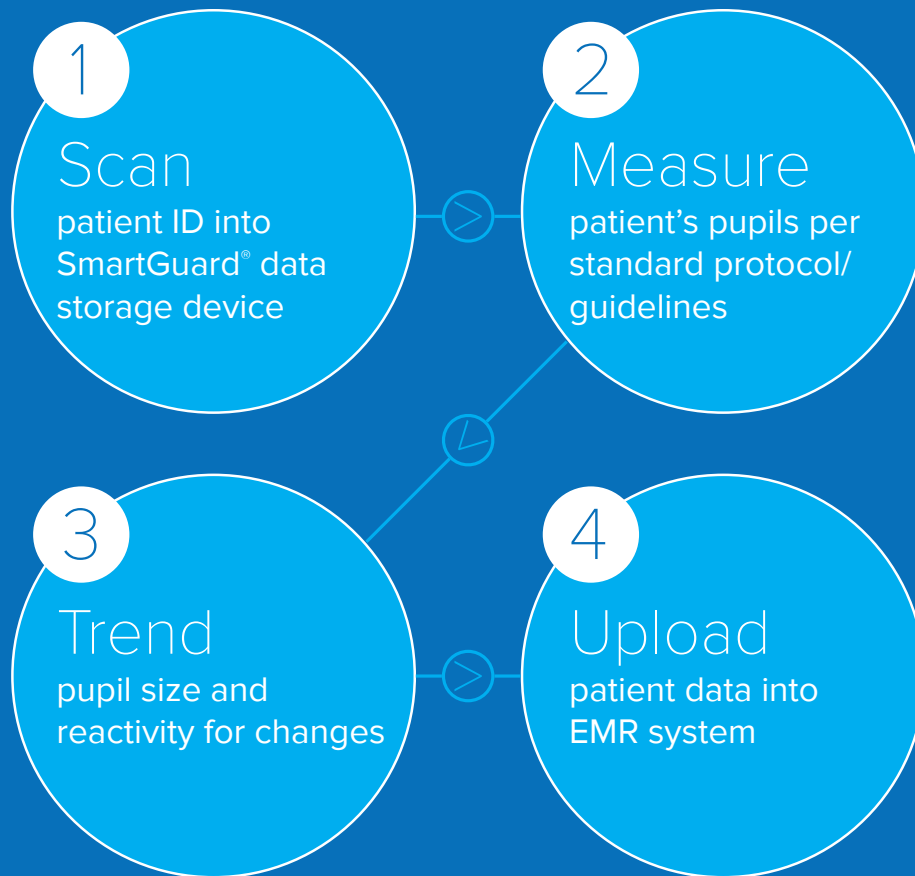 1
Scan
patient ID into
SmartGuard® data
storage device
2
Measure
patient’s pupils per
standard protocol/
guidelines
3
Trend
pupil size and
reactivity for changes
4
Upload
patient data into
EMR system